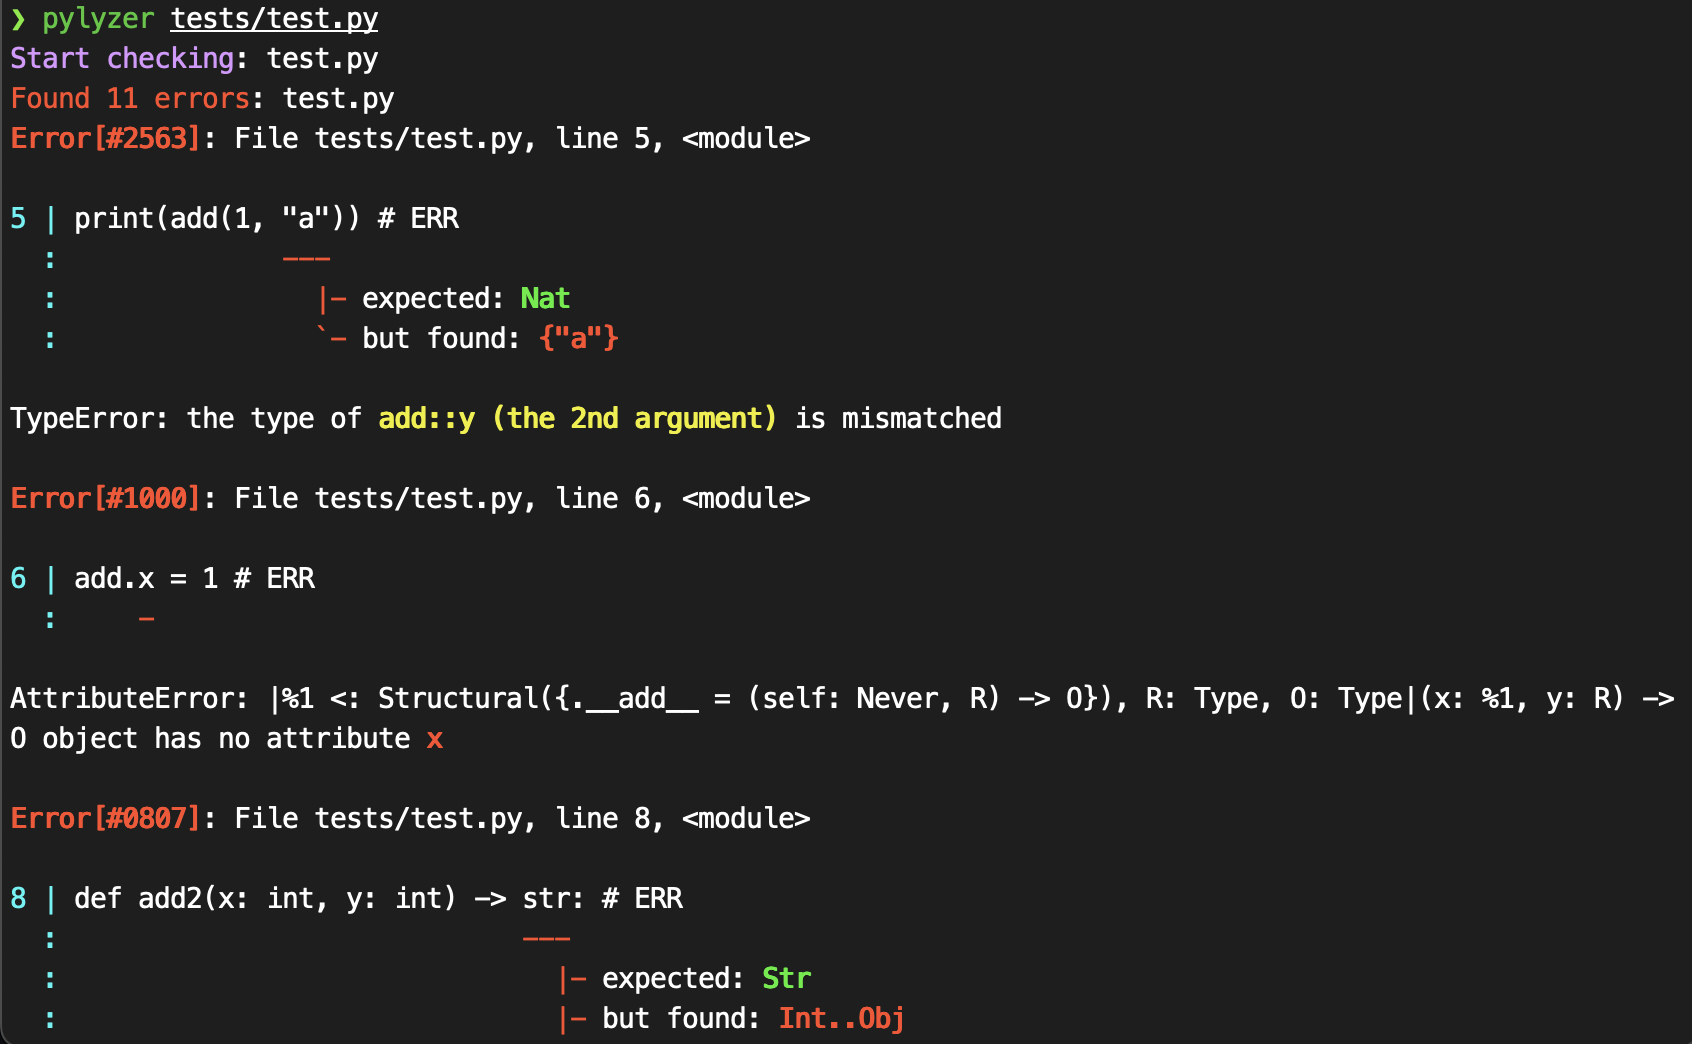 ❯ pylyzer tests/test.py
Start checking: test.py
Found 11 errors: test.py
Error[#2563]: File tests/test.py, line 5, <module>

5 | print(add(1, "a")) # ERR
  :              ---
  :                |- expected: Nat
  :                `- but found: {"a"}

TypeError: the type of add::y (the 2nd argument) is mismatched

Error[#1000]: File tests/test.py, line 6, <module>

6 | add.x = 1 # ERR
  :     -

AttributeError: |%1 <: Structural({.__add__ = (self: Never, R) -> O}), R: Type, O: Type|(x: %1, y: R) ->
O object has no attribute x

Error[#0807]: File tests/test.py, line 8, <module>

8 | def add2(x: int, y: int) -> str: # ERR
  :                             ---
  :                               |- expected: Str
  :                               |- but found: Int..Obj